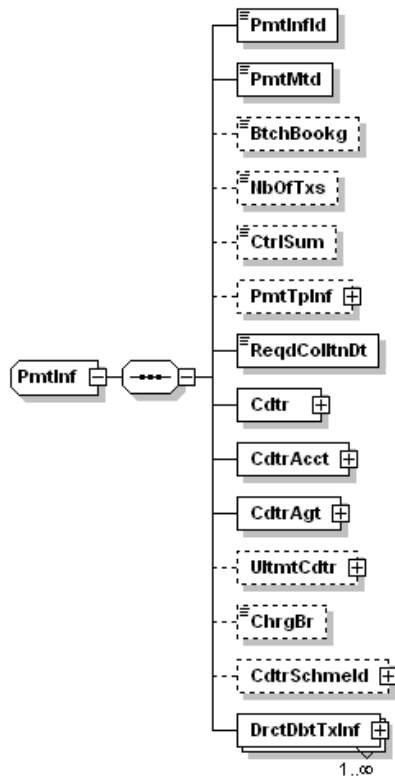 PmtInfId
PmtMtd
BtchBookg
NbOfTxs
CtrlSum
PmtTpInf
ReqdColltnDt
PmtInf
Cdtr
CdtrAcct
CdtrAgt
UltmtCdtr
ChrgBr
CdtrSchmeId
DrctDbtTxInf
1..∞